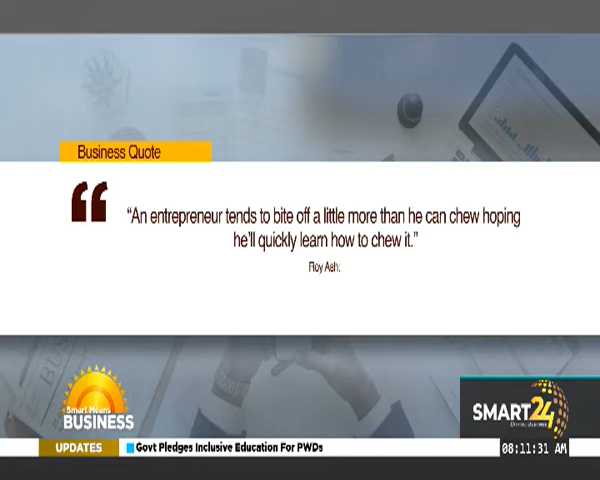 Business Quote
“An entrepreneur tends to bite off a little more than he can chew hoping
he'll quickly learn how to chew it.”
Roy Ash:
Smart Means
BUSINESS
SMART24
UPDATES
Govt Pledges Inclusive Education For PWDs
08:11:31 AM